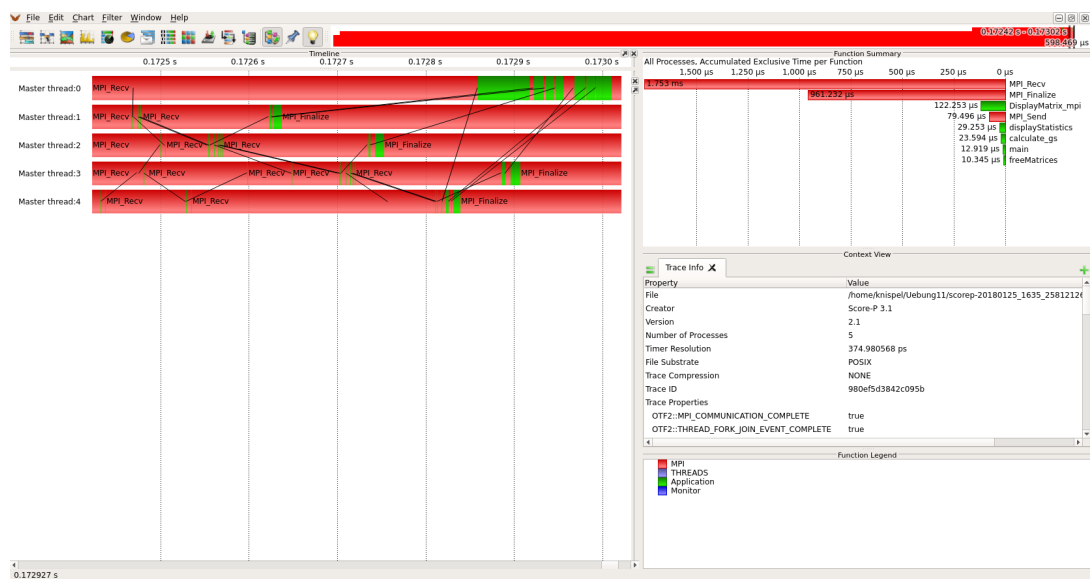 File Edit Chart Filter Window Help
0.17242 s - 0.17302 s
598.469 µs
Timeline
0.1725 s 0.1726 s 0.1727 s 0.1728 s 0.1729 s 0.1730 s
Master thread:0 MPI_Recv
Master thread:1 MPI_Recv MPI_Recv MPI_Finalize
Master thread:2 MPI_Recv MPI_Recv MPI_Recv MPI_Finalize
Master thread:3 MPI_Recv MPI_Recv MPI_Recv MPI_Recv MPI_Recv MPI_Finalize
Master thread:4 MPI_Recv MPI_Recv MPI_Finalize
0.172927 s
Function Summary
All Processes, Accumulated Exclusive Time per Function
1,500 µs 1,250 µs 1,000 µs 750 µs 500 µs 250 µs 0 µs
1.753 ms MPI_Recv
961.232 µs MPI_Finalize
122.253 µs DisplayMatrix_mpi
79.496 µs MPI_Send
29.253 µs displayStatistics
23.594 µs calculate_gs
12.919 µs main
10.345 µs freeMatrices
Context View
Trace Info
Property Value
File /home/knispel/Uebung11/scorep-20180125_1635_25812126
Creator Score-P 3.1
Version 2.1
Number of Processes 5
Timer Resolution 374.980568 ps
File Substrate POSIX
Trace Compression NONE
Trace ID 980ef5d3842c095b
Trace Properties
OTF2::MPI_COMMUNICATION_COMPLETE true
OTF2::THREAD_FORK_JOIN_EVENT_COMPLETE true
Function Legend
MPI
THREADS
Application
Monitor